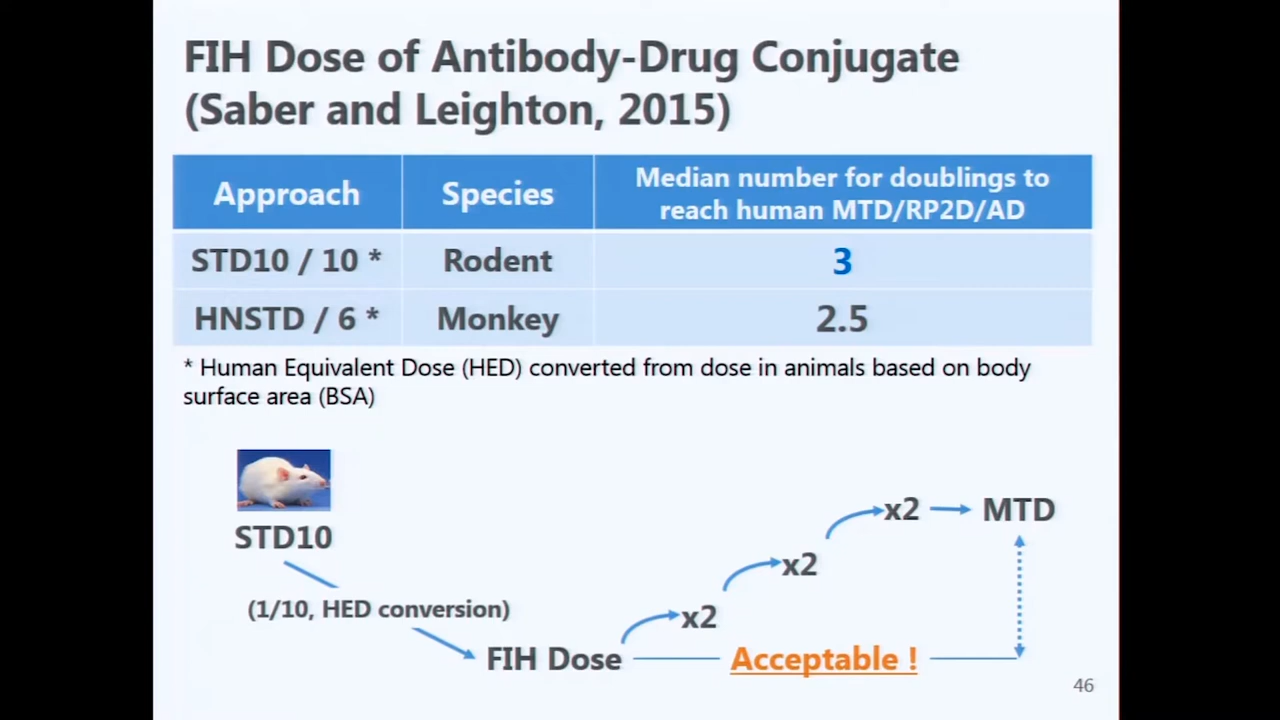 FIH Dose of Antibody-Drug Conjugate
(Saber and Leighton, 2015)
Approach
Species
Median number for doublings to
reach human MTD/RP2D/AD
STD10 / 10 *
Rodent
3
HNSTD / 6 *
Monkey
2.5
* Human Equivalent Dose (HED) converted from dose in animals based on body
surface area (BSA)
STD10
(1/10, HED conversion)
FIH Dose
x2
x2
x2
MTD
Acceptable !
46